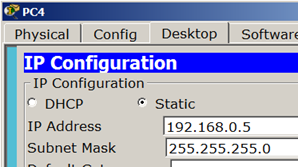 PC4
Physical Config Desktop Software
IP Configuration
IP Configuration
DHCP Static
IP Address 192.168.0.5
Subnet Mask 255.255.255.0